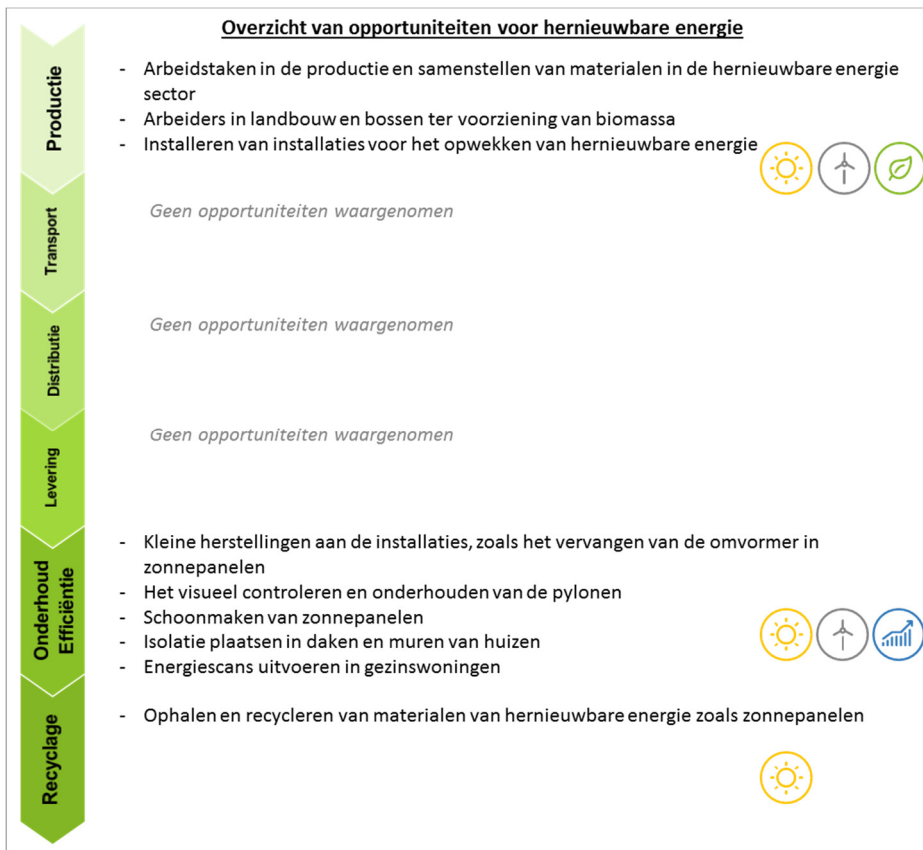 Overzicht van opportuniteiten voor hernieuwbare energie
Productie
- Arbeidstaken in de productie en samenstellen van materialen in de hernieuwbare energie
sector
- Arbeiders in landbouw en bossen ter voorziening van biomassa
- Installeren van installaties voor het opwekken van hernieuwbare energie
Transport
Geen opportuniteiten waargenomen
Distributie
Geen opportuniteiten waargenomen
Levering
Geen opportuniteiten waargenomen
Onderhoud
Efficiëntie
- Kleine herstellingen aan de installaties, zoals het vervangen van de omvormer in
zonnepanelen
- Het visueel controleren en onderhouden van de pylonen
- Schoonmaken van zonnepanelen
- Isolatie plaatsen in daken en muren van huizen
- Energiescans uitvoeren in gezinswoningen
Recyclage
- Ophalen en recycleren van materialen van hernieuwbare energie zoals zonnepanelen